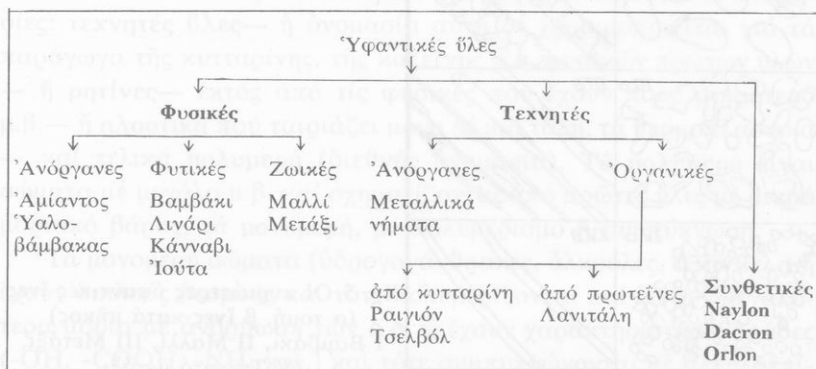 Ὑφαντικές ὕλες
Φυσικές
Τεχνητές
Ἀνόργανες
Ἀμίαντος
Ὑαλο-
βάμβακας
Φυτικές
Βαμβάκι
Λινάρι
Κάνναβι
Ἰούτα
Ζωικές
Μαλλί
Μετάξι
Ἀνόργανες
Μεταλλικά
νήματα
Ὀργανικές
ἀπό κυτταρίνη
Ραιγιόν
Τσελβόλ
ἀπό πρωτεΐνες
Λανιτάλη
Συνθετικές
Naylon
Dacron
Orlon